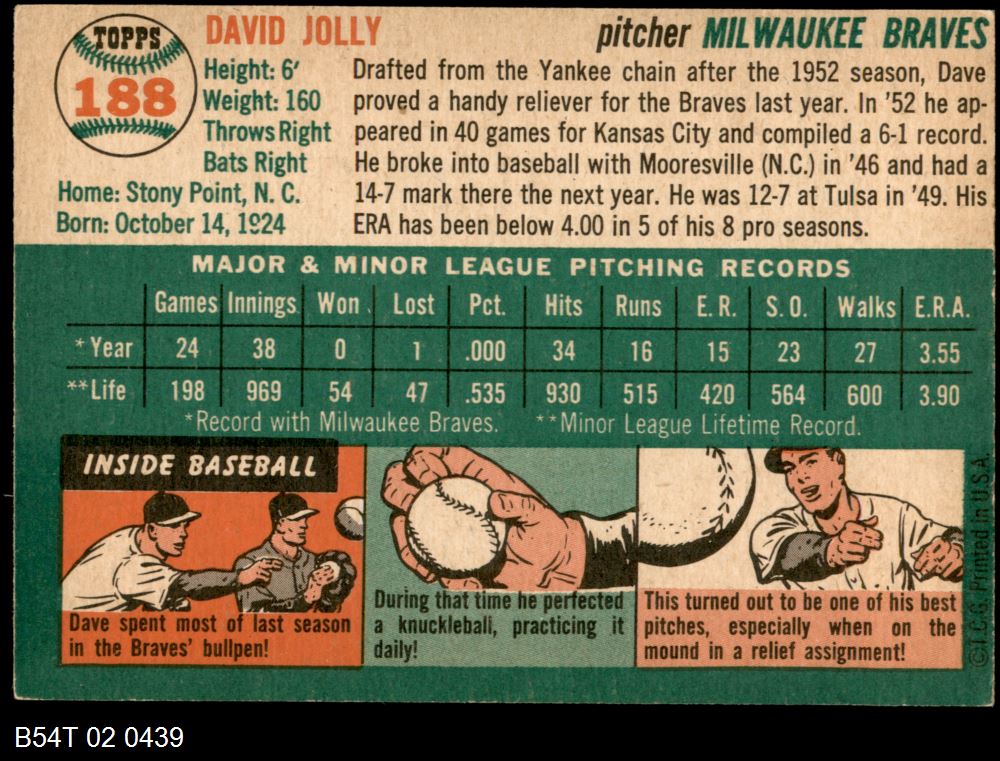 TOPPS
188
DAVID JOLLY
pitcher MILWAUKEE BRAVES
Height: 6'
Weight: 160
Throws Right
Bats Right
Home: Stony Point, N. C.
Born: October 14, 1924
Drafted from the Yankee chain after the 1952 season, Dave
proved a handy reliever for the Braves last year. In '52 he ap-
peared in 40 games for Kansas City and compiled a 6-1 record.
He broke into baseball with Mooresville (N.C.) in '46 and had a
14-7 mark there the next year. He was 12-7 at Tulsa in '49. His
ERA has been below 4.00 in 5 of his 8 pro seasons.
MAJOR & MINOR LEAGUE PITCHING RECORDS
Games Innings Won Lost Pct. Hits Runs E. R. S. O. Walks E.R.A.
*Year 24 38 0 1 .000 34 16 15 23 27 3.55
**Life 198 969 54 47 .535 930 515 420 564 600 3.90
*Record with Milwaukee Braves. **Minor League Lifetime Record.
INSIDE BASEBALL
Dave spent most of last season
in the Braves' bullpen!
During that time he perfected
a knuckleball, practicing it
daily!
This turned out to be one of his best
pitches, especially when on the
mound in a relief assignment!
©T.C.G. Printed in U.S.A.
B54T 02 0439